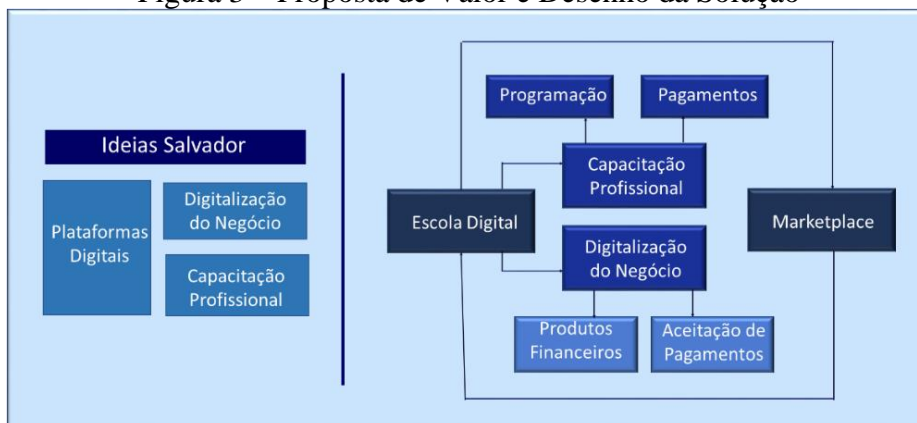 Figura 3 – Proposta de Valor e Desenho da Solução
Ideias Salvador
Plataformas
Digitais
Digitalização
do Negócio
Capacitação
Profissional
Programação
Pagamentos
Capacitação
Profissional
Escola Digital
Marketplace
Digitalização
do Negócio
Produtos
Financeiros
Aceitação de
Pagamentos